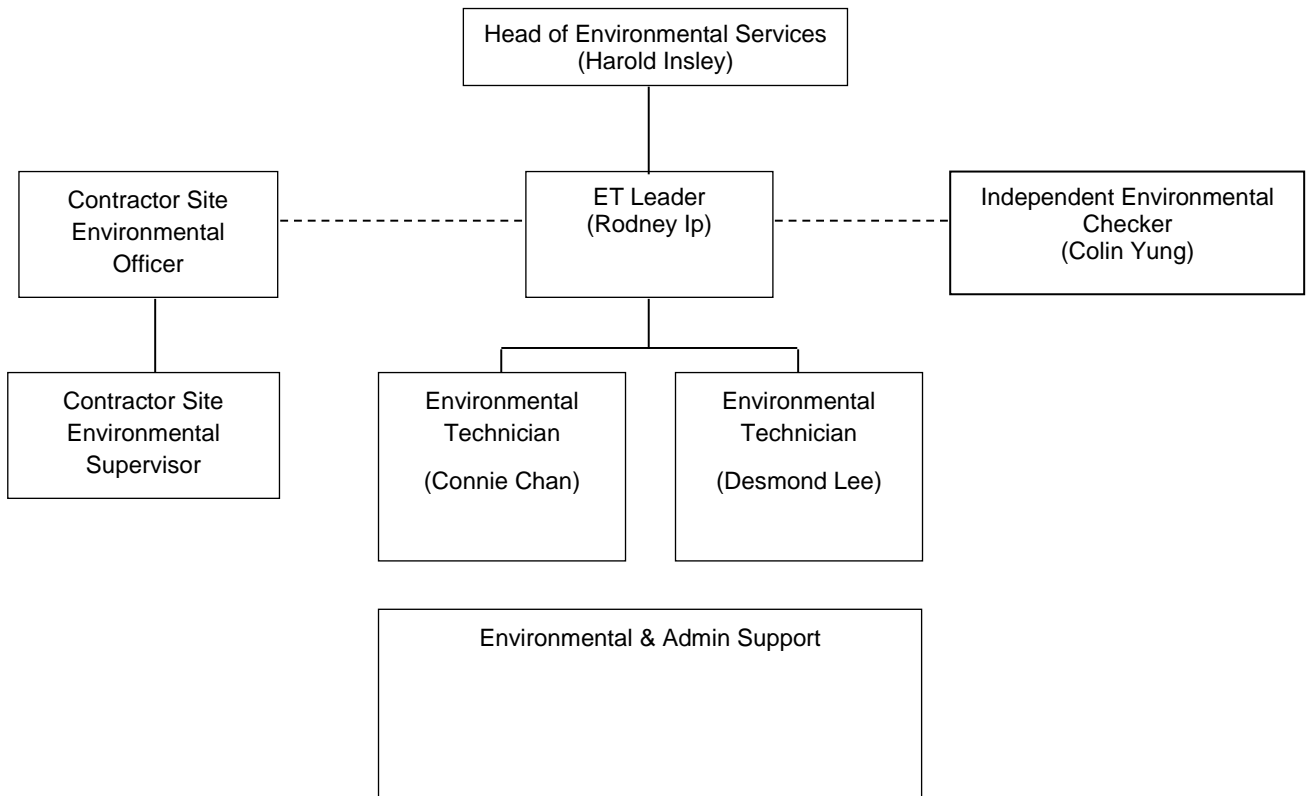 Head of Environmental Services
(Harold Insley)
Contractor Site
Environmental
Officer
ET Leader
(Rodney Ip)
Independent Environmental
Checker
(Colin Yung)
Contractor Site
Environmental
Supervisor
Environmental
Technician
(Connie Chan)
Environmental
Technician
(Desmond Lee)
Environmental & Admin Support